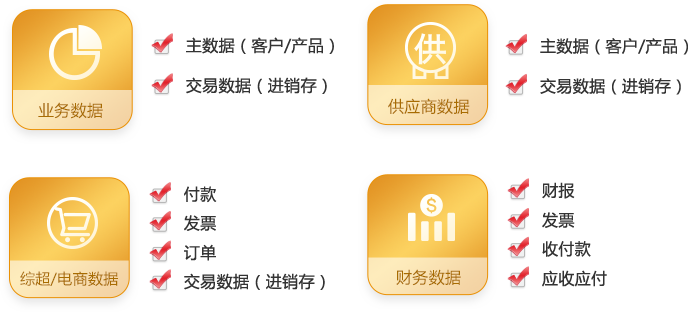 业务数据
主数据（客户/产品）
交易数据（进销存）
供
供应商数据
主数据（客户/产品）
交易数据（进销存）
综超/电商数据
付款
发票
订单
交易数据（进销存）
$
财务数据
财报
发票
收付款
应收应付